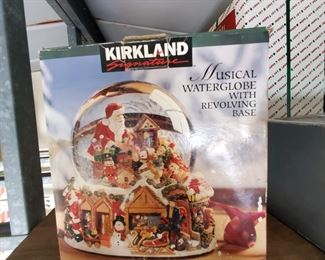 KIRKLAND
Signature
MUSICAL
WATERGLOBE
WITH
REVOLVING
BASE